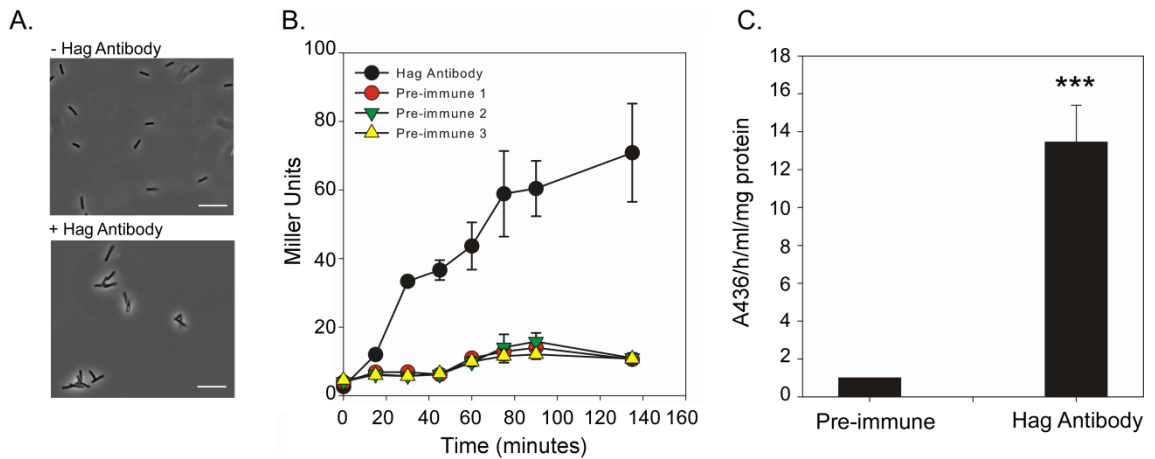 A.
- Hag Antibody
+ Hag Antibody
B.
100
80
60
40
20
0
Miller Units
Hag Antibody
Pre-immune 1
Pre-immune 2
Pre-immune 3
0 20 40 60 80 100 120 140 160
Time (minutes)
C.
18
16
14
12
10
8
6
4
2
0
A436/h/ml/mg protein
***
Pre-immune
Hag Antibody